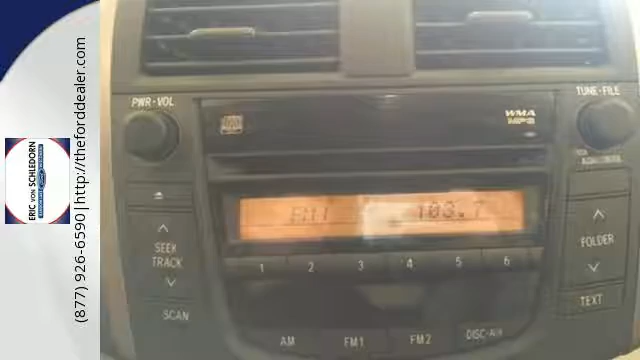 (877) 926-6590|http://theforddealer.com
ERIC VON SCHLEDORN
PWR·VOL
TUNE·FILE
WMA
MP3
FM1 103.7
SEEK
TRACK
SCAN
1 2 3 4 5 6
FOLDER
TEXT
AM FM1 FM2 DISC·AUX